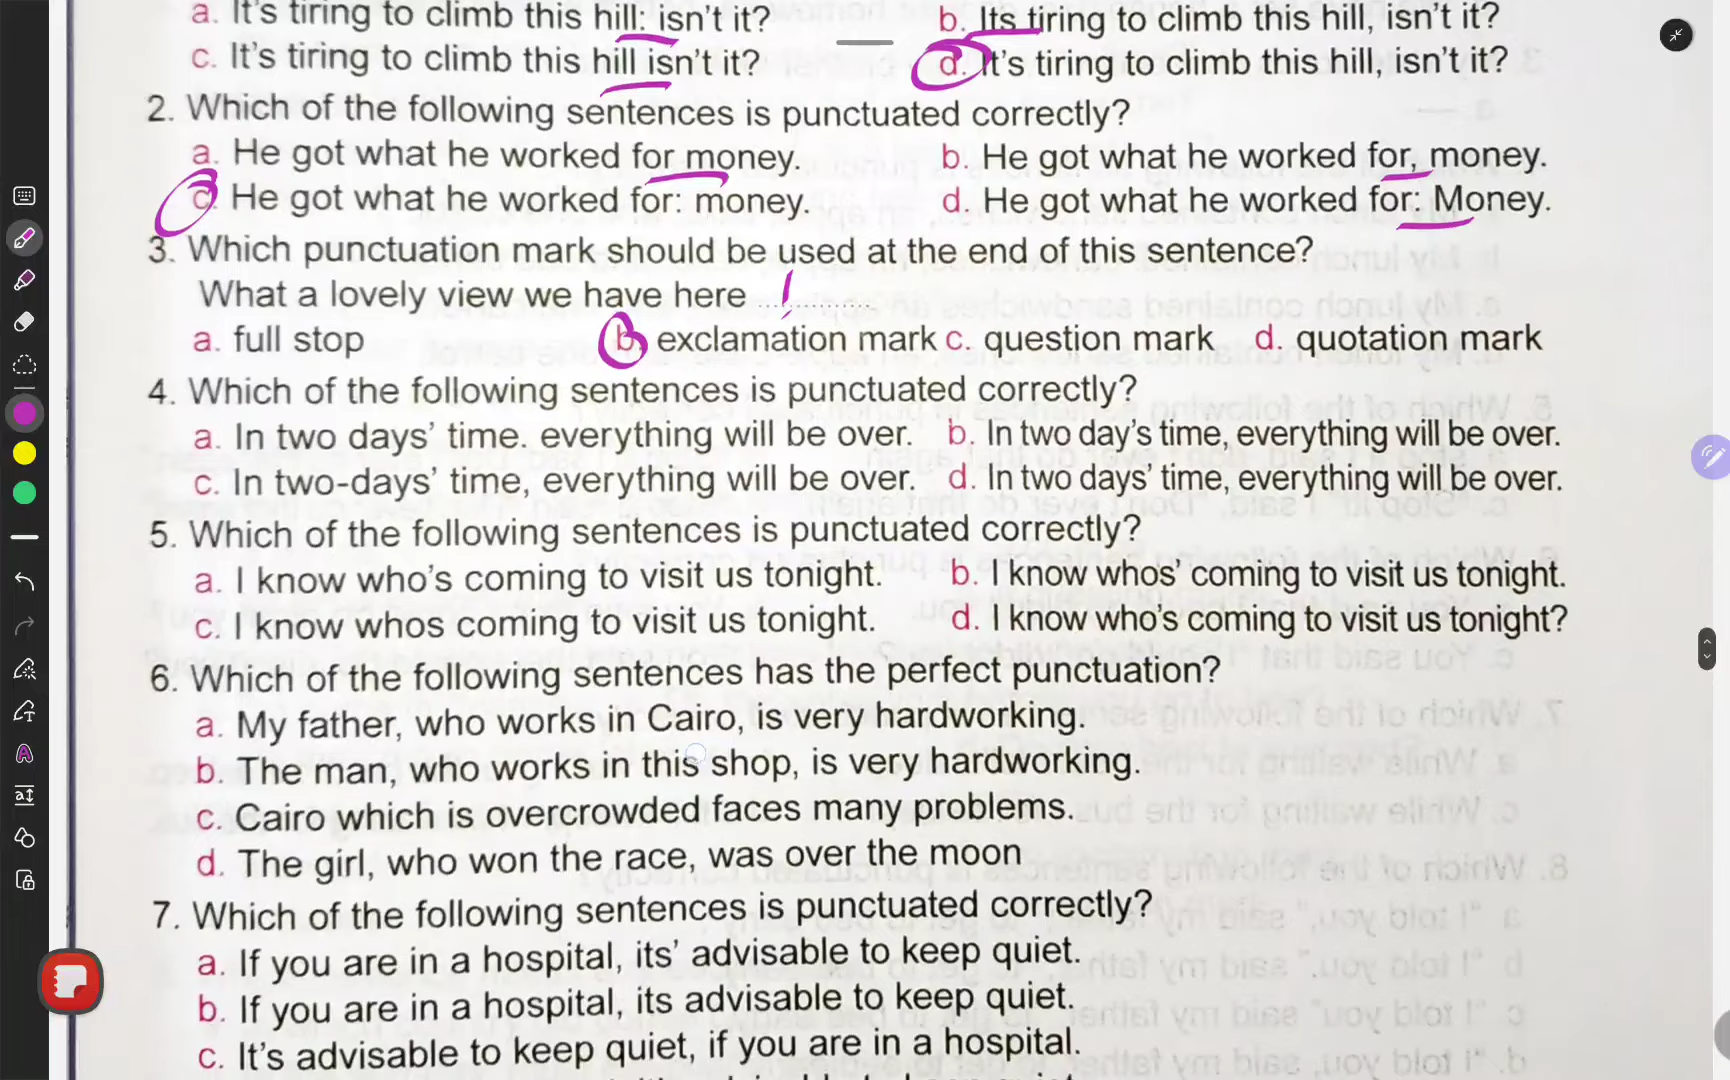 a. It's tiring to climb this hill: isn't it? b. Its tiring to climb this hill, isn't it?
c. It's tiring to climb this hill isn't it? d. It's tiring to climb this hill, isn't it?
2. Which of the following sentences is punctuated correctly?
a. He got what he worked for money. b. He got what he worked for, money.
c. He got what he worked for: money. d. He got what he worked for: Money.
3. Which punctuation mark should be used at the end of this sentence?
What a lovely view we have here ............ !
a. full stop b. exclamation mark c. question mark d. quotation mark
4. Which of the following sentences is punctuated correctly?
a. In two days' time. everything will be over. b. In two day's time, everything will be over.
c. In two-days' time, everything will be over. d. In two days' time, everything will be over.
5. Which of the following sentences is punctuated correctly?
a. I know who's coming to visit us tonight. b. I know whos' coming to visit us tonight.
c. I know whos coming to visit us tonight. d. I know who's coming to visit us tonight?
6. Which of the following sentences has the perfect punctuation?
a. My father, who works in Cairo, is very hardworking.
b. The man, who works in this shop, is very hardworking.
c. Cairo which is overcrowded faces many problems.
d. The girl, who won the race, was over the moon
7. Which of the following sentences is punctuated correctly?
a. If you are in a hospital, its' advisable to keep quiet.
b. If you are in a hospital, its advisable to keep quiet.
c. It's advisable to keep quiet, if you are in a hospital.